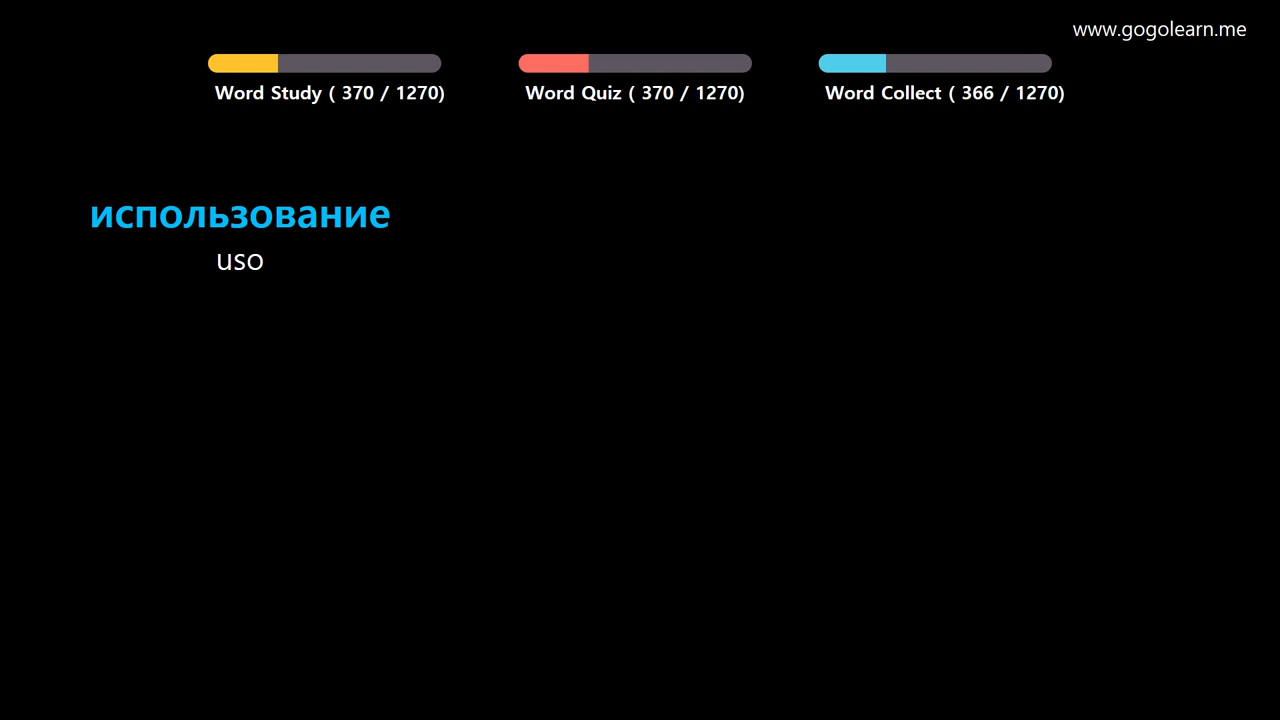 www.gogolearn.me
Word Study ( 370 / 1270)
Word Quiz ( 370 / 1270)
Word Collect ( 366 / 1270)
использование
uso